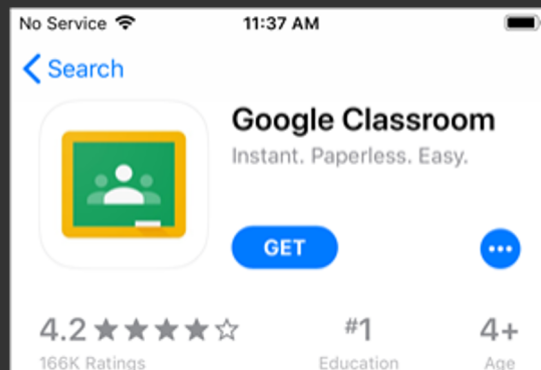 No Service 11:37 AM
Search
Google Classroom
Instant. Paperless. Easy.
GET
4.2 #1 4+
166K Ratings Education Age